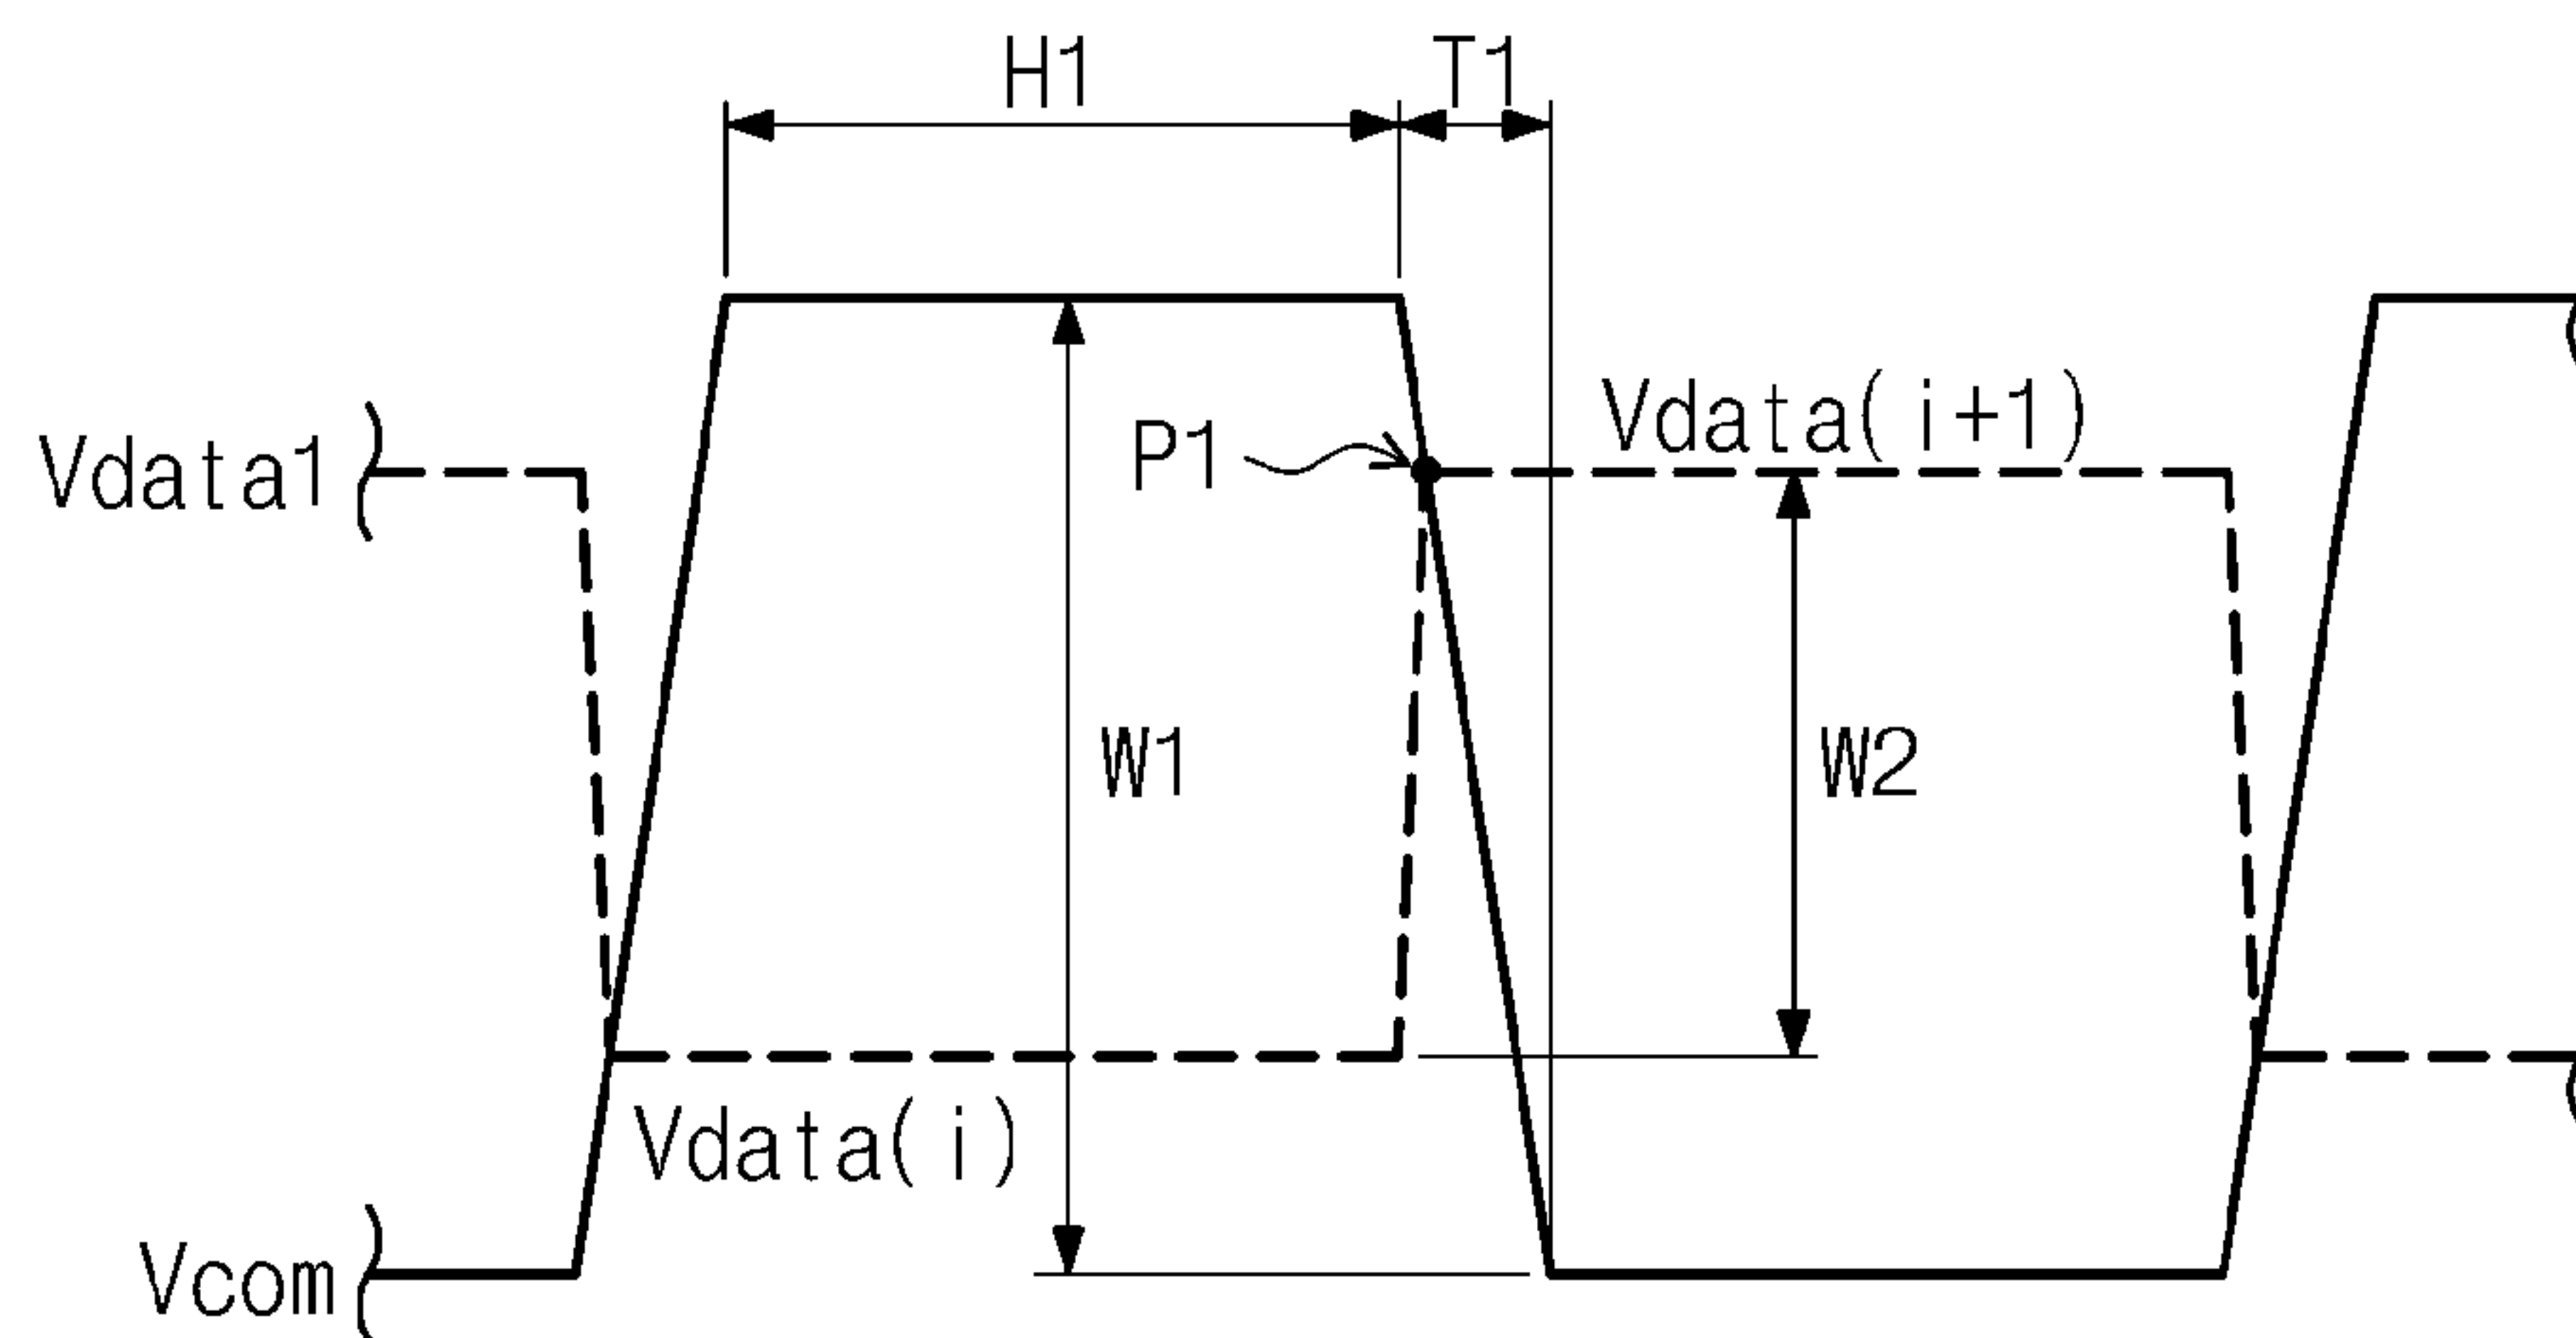 H1
T1
Vdata(i+1)
Vdata1
P1
W1
W2
Vdata(i)
Vcom